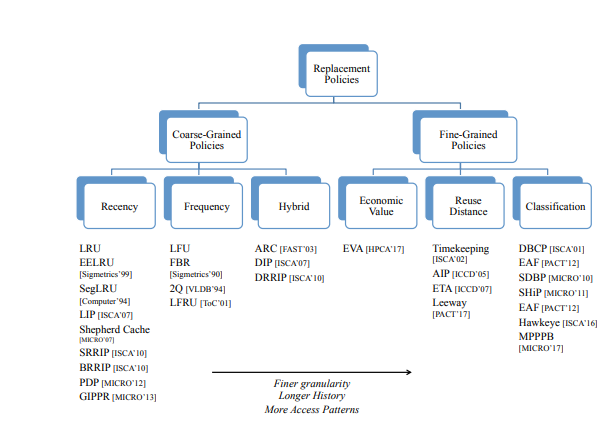 Replacement
Policies
Coarse-Grained
Policies
Fine-Grained
Policies
Recency
Frequency
Hybrid
Economic
Value
Reuse
Distance
Classification
LRU
EELRU
[Sigmetrics'99]
SegLRU
[Computer'94]
LIP [ISCA'07]
Shepherd Cache
[MICRO'07]
SRRIP [ISCA'10]
BRRIP [ISCA'10]
PDP [MICRO'12]
GIPPR [MICRO'13]
LFU
FBR
[Sigmetrics'90]
2Q [VLDB'94]
LFRU [ToC'01]
ARC [FAST'03]
DIP [ISCA'07]
DRRIP [ISCA'10]
EVA [HPCA'17]
Timekeeping
[ISCA'02]
AIP [ICCD'05]
ETA [ICCD'07]
Leeway
[PACT'17]
DBCP [ISCA'01]
EAF [PACT'12]
SDBP [MICRO'10]
SHiP [MICRO'11]
EAF [PACT'12]
Hawkeye [ISCA'16]
MPPPB
[MICRO'17]
Finer granularity
Longer History
More Access Patterns